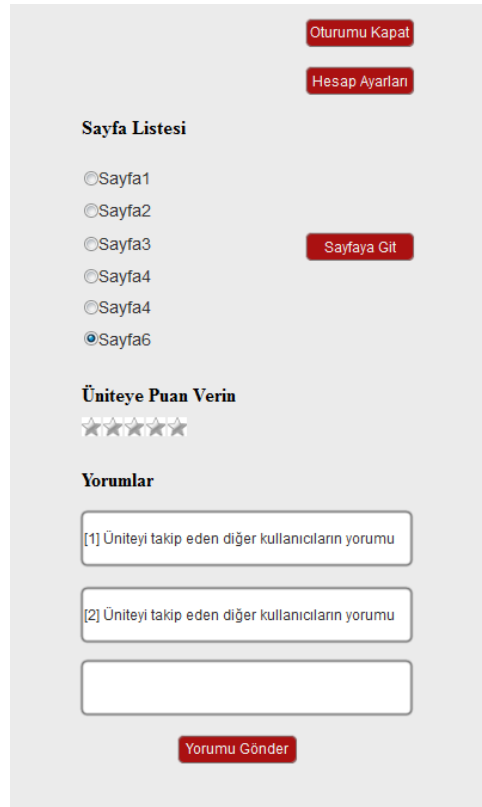 Oturumu Kapat
Hesap Ayarları
Sayfa Listesi
Sayfa1
Sayfa2
Sayfa3
Sayfaya Git
Sayfa4
Sayfa4
Sayfa6
Üniteye Puan Verin
Yorumlar
[1] Üniteyi takip eden diğer kullanıcıların yorumu
[2] Üniteyi takip eden diğer kullanıcıların yorumu
Yorumu Gönder